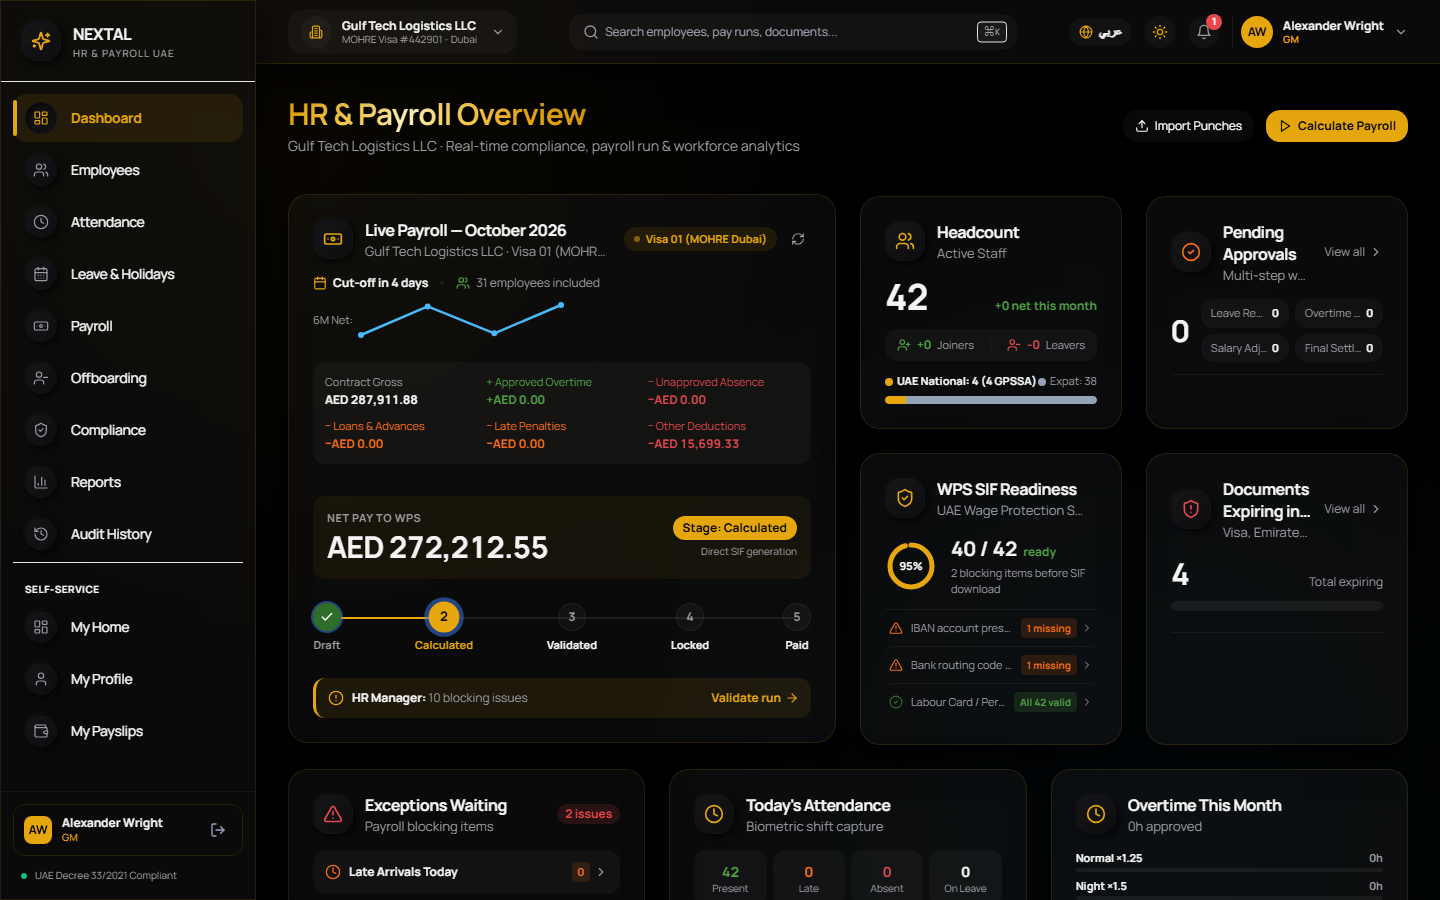 NEXTAL
HR & PAYROLL UAE
Dashboard
Employees
Attendance
Leave & Holidays
Payroll
Offboarding
Compliance
Reports
Audit History
SELF-SERVICE
My Home
My Profile
My Payslips
AW
Alexander Wright
GM
UAE Decree 33/2021 Compliant
Gulf Tech Logistics LLC
MOHRE Visa #442901 - Dubai
Search employees, pay runs, documents...
⌘K
عربي
1
AW
Alexander Wright
GM
HR & Payroll Overview
Gulf Tech Logistics LLC · Real-time compliance, payroll run & workforce analytics
Import Punches
Calculate Payroll
Live Payroll — October 2026
Gulf Tech Logistics LLC · Visa 01 (MOHR...
Visa 01 (MOHRE Dubai)
Cut-off in 4 days · 31 employees included
6M Net:
Contract Gross
AED 287,911.88
+ Approved Overtime
+AED 0.00
− Unapproved Absence
−AED 0.00
− Loans & Advances
−AED 0.00
− Late Penalties
−AED 0.00
− Other Deductions
−AED 15,699.33
NET PAY TO WPS
AED 272,212.55
Stage: Calculated
Direct SIF generation
2 3 4 5
Draft Calculated Validated Locked Paid
HR Manager: 10 blocking issues
Validate run →
Headcount
Active Staff
42
+0 net this month
+0 Joiners
-0 Leavers
UAE National: 4 (4 GPSSA)
Expat: 38
Pending Approvals
Multi-step w...
View all
0
Leave Re... 0
Overtime ... 0
Salary Adj... 0
Final Settl... 0
WPS SIF Readiness
UAE Wage Protection S...
95%
40 / 42 ready
2 blocking items before SIF
download
IBAN account pres... 1 missing
Bank routing code ... 1 missing
Labour Card / Per... All 42 valid
Documents
Expiring in...
Visa, Emirate...
View all
4
Total expiring
Exceptions Waiting
Payroll blocking items
2 issues
Late Arrivals Today
0
Today's Attendance
Biometric shift capture
42
Present
0
Late
0
Absent
0
On Leave
Overtime This Month
0h approved
Normal ×1.25 0h
Night ×1.5 0h